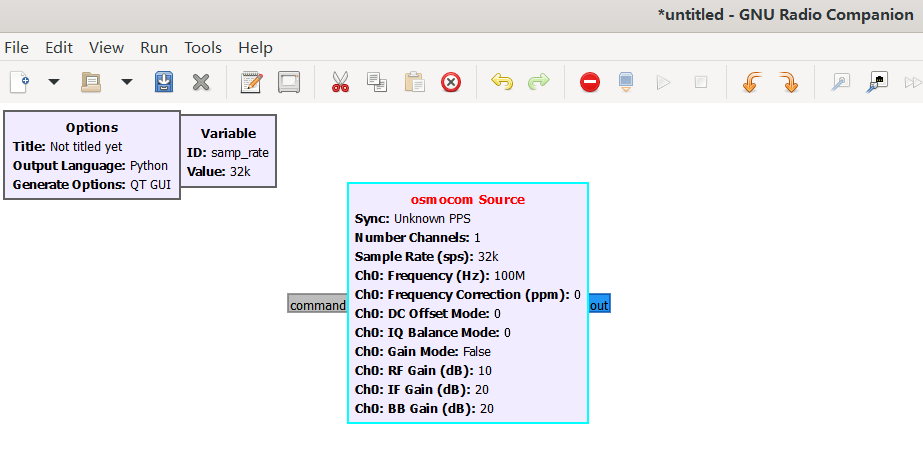 *untitled - GNU Radio Companion
File Edit View Run Tools Help
Options
Title: Not titled yet
Output Language: Python
Generate Options: QT GUI
Variable
ID: samp_rate
Value: 32k
osmocom Source
Sync: Unknown PPS
Number Channels: 1
Sample Rate (sps): 32k
Ch0: Frequency (Hz): 100M
Ch0: Frequency Correction (ppm): 0
Ch0: DC Offset Mode: 0
Ch0: IQ Balance Mode: 0
Ch0: Gain Mode: False
Ch0: RF Gain (dB): 10
Ch0: IF Gain (dB): 20
Ch0: BB Gain (dB): 20
command
out